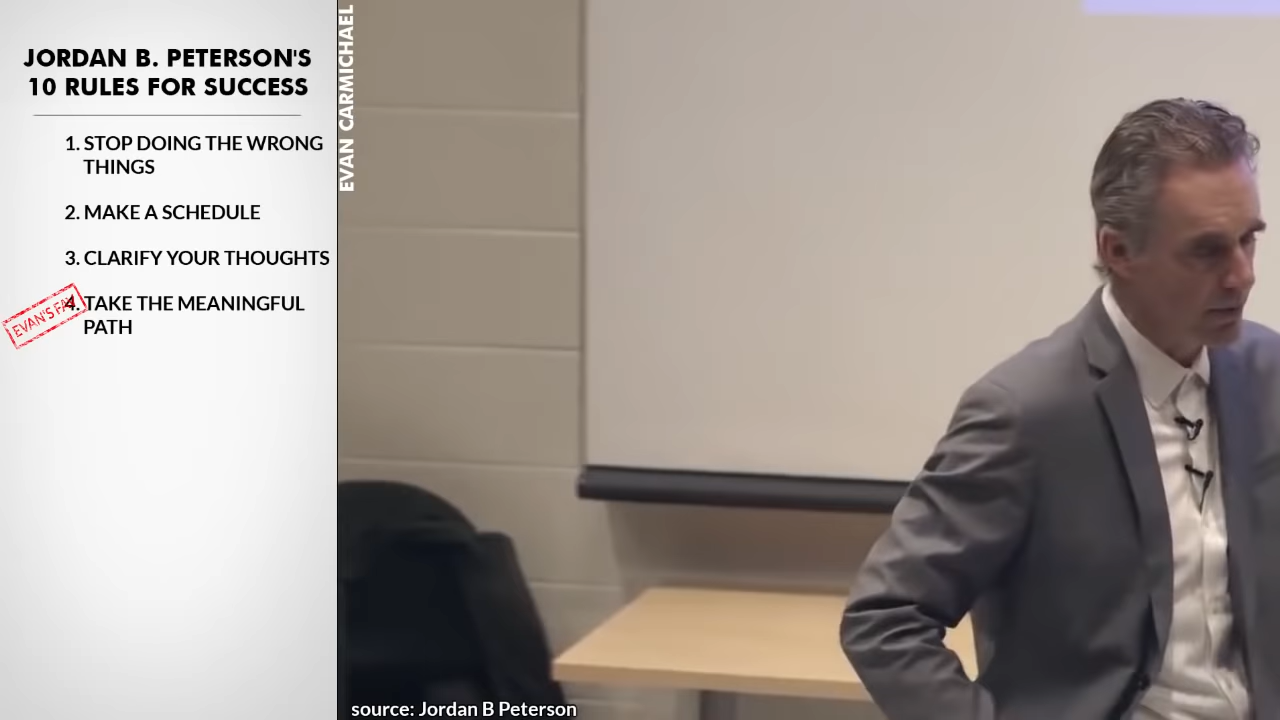 JORDAN B. PETERSON'S
10 RULES FOR SUCCESS
1. STOP DOING THE WRONG
THINGS
2. MAKE A SCHEDULE
3. CLARIFY YOUR THOUGHTS
4. TAKE THE MEANINGFUL
PATH
EVAN'S
EVAN CARMICHAEL
source: Jordan B Peterson